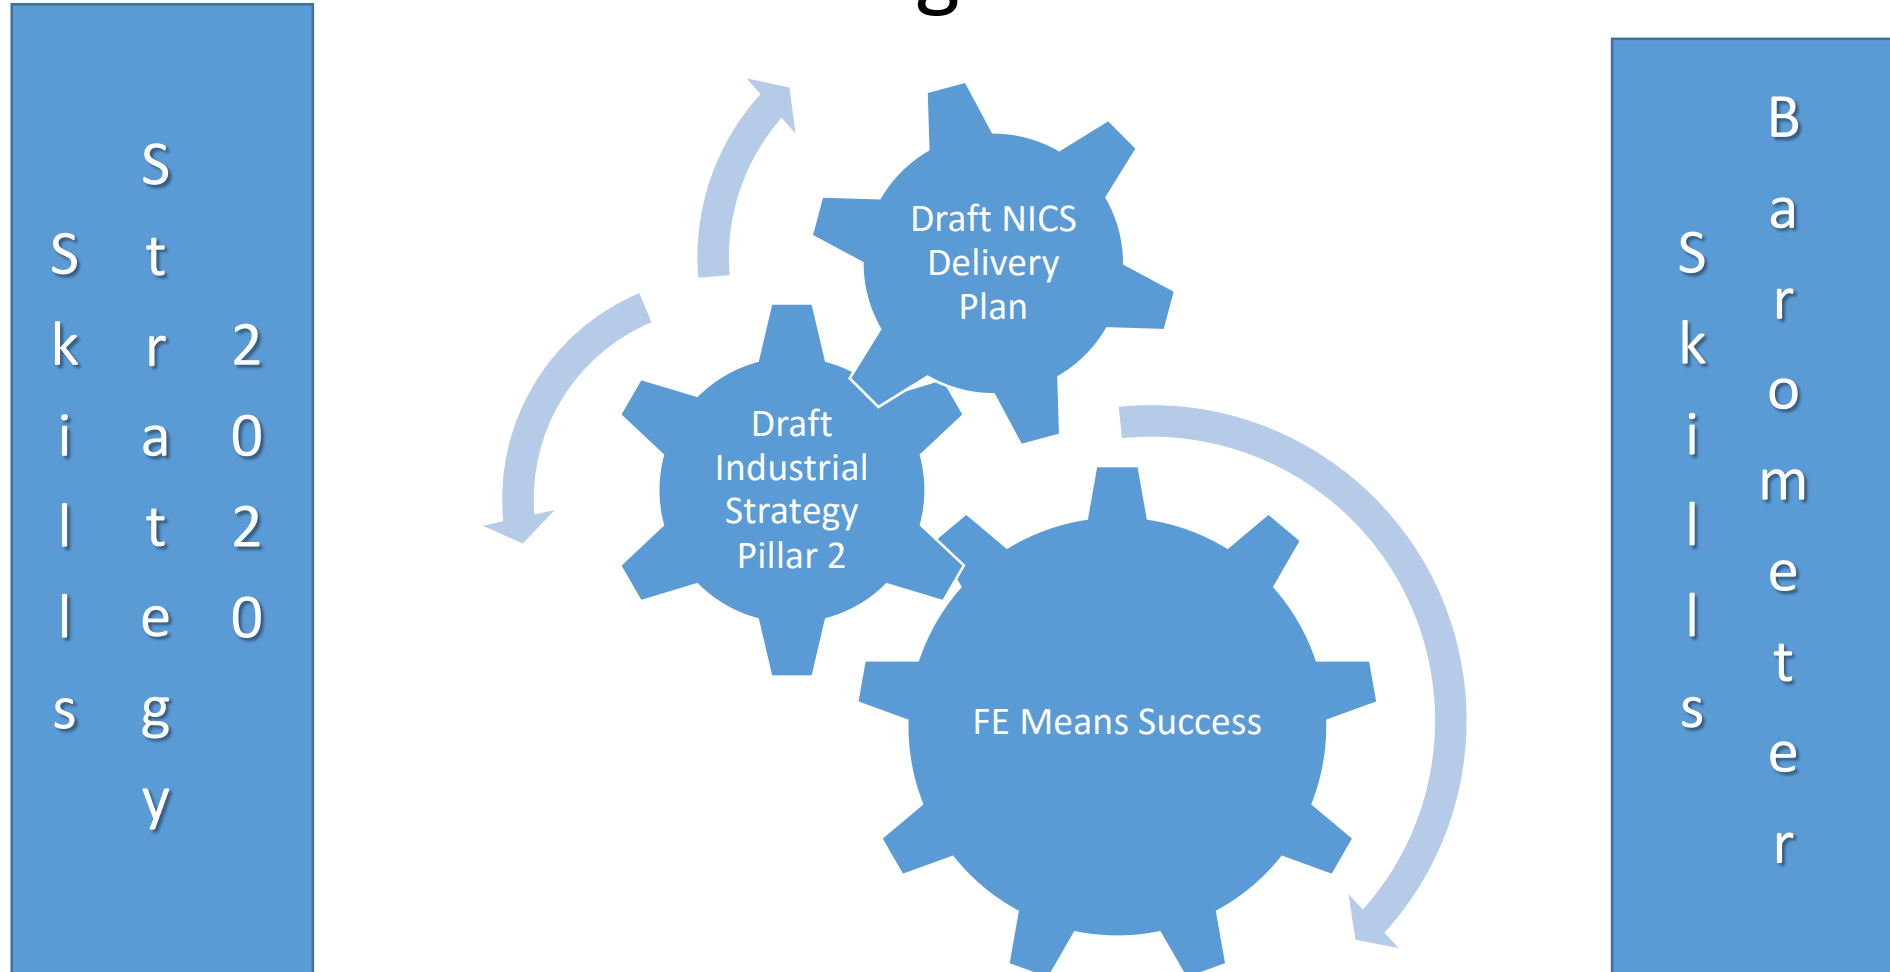 Skills
Strategy
2020
Draft NICS
Delivery
Plan
Draft
Industrial
Strategy
Pillar 2
FE Means Success
Skills
Barometer